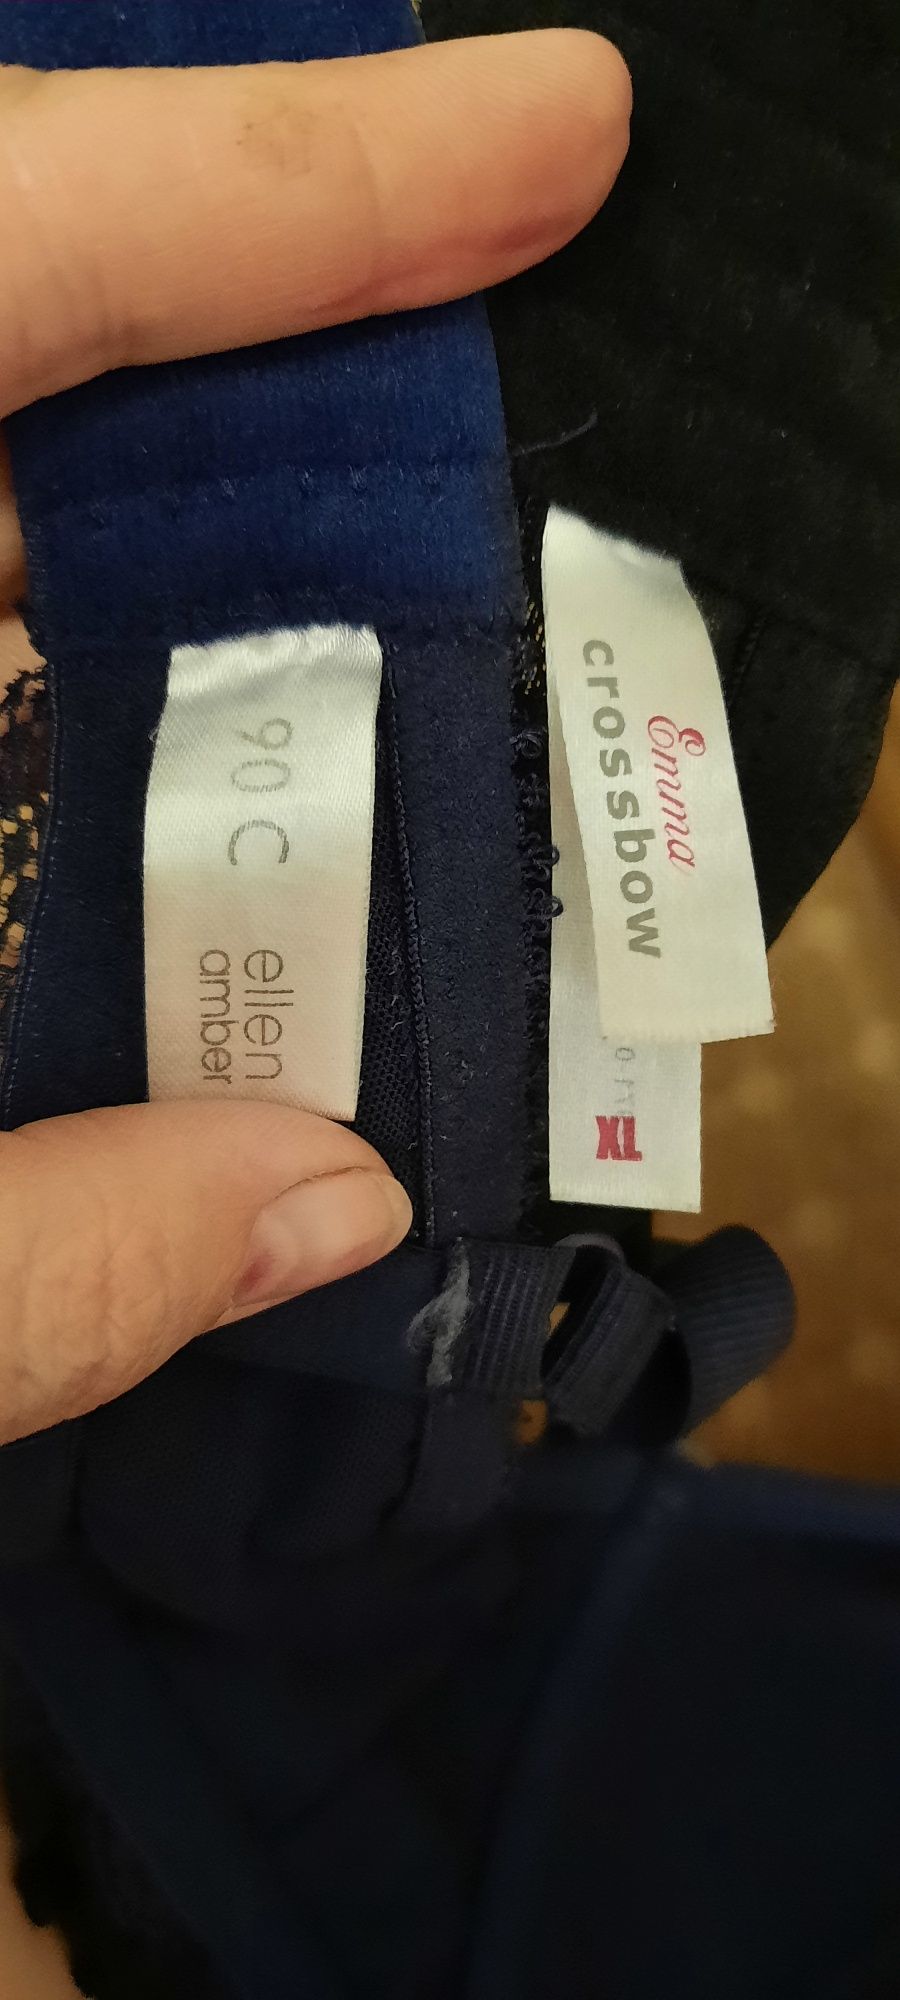 90 C
ellen
amber
Emma
crossbow
XL